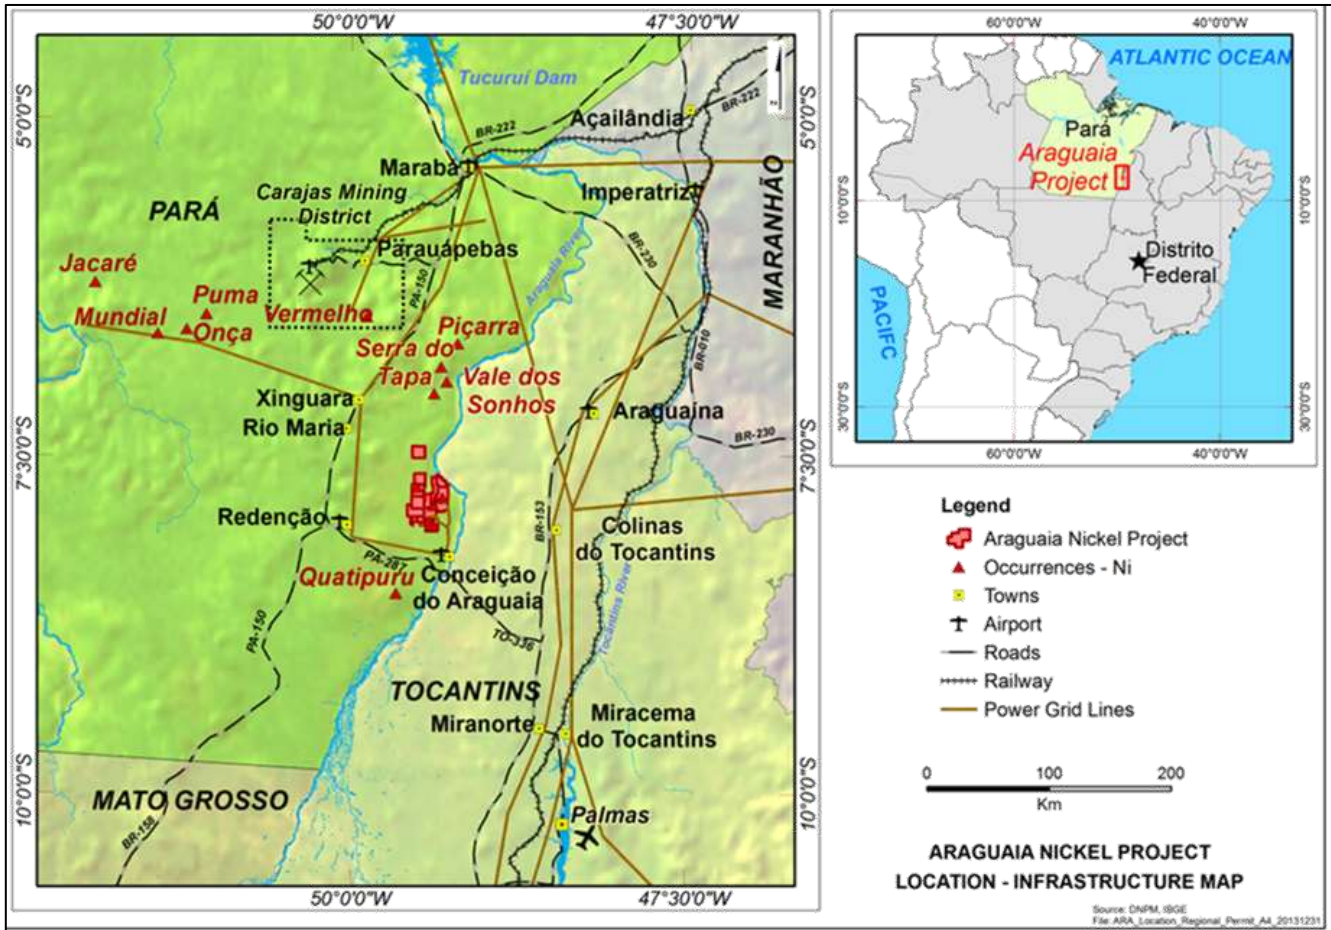 50°0'0"W
47°30'0"W
5°0'0"S
7°30'0"S
10°0'0"S
Tucuruí Dam
BR-222
BR-222
Açailândia
Marabá
Imperatriz
MARANHÃO
Carajas Mining
District
PARÁ
Parauapebas
Araguaia River
BR-230
PA-150
Jacaré
Puma
Mundial
Onça
Vermelho
Piçarra
Serra do
Tapa
Vale dos
Sonhos
BR-010
Xinguara
Rio Maria
Araguaina
BR-230
Redenção
BR-153
Colinas
do Tocantins
PA-287
Quatipuru
Conceição
do Araguaia
Tocantins River
TO-336
PA-150
TOCANTINS
Miranorte
Miracema
do Tocantins
MATO GROSSO
BR-158
Palmas
50°0'0"W
47°30'0"W
5°0'0"S
7°30'0"S
10°0'0"S
60°0'0"W
40°0'0"W
ATLANTIC OCEAN
Pará
Araguaia
Project
10°0'0"S
10°0'0"S
Distrito
Federal
PACIFC
30°0'0"S
30°0'0"S
60°0'0"W
40°0'0"W
Legend
Araguaia Nickel Project
Occurrences - Ni
Towns
Airport
Roads
Railway
Power Grid Lines
0 100 200
Km
ARAGUAIA NICKEL PROJECT
LOCATION - INFRASTRUCTURE MAP
Source: DNPM, IBGE
File: ARA_Location_Regional_Permit_A4_20131231